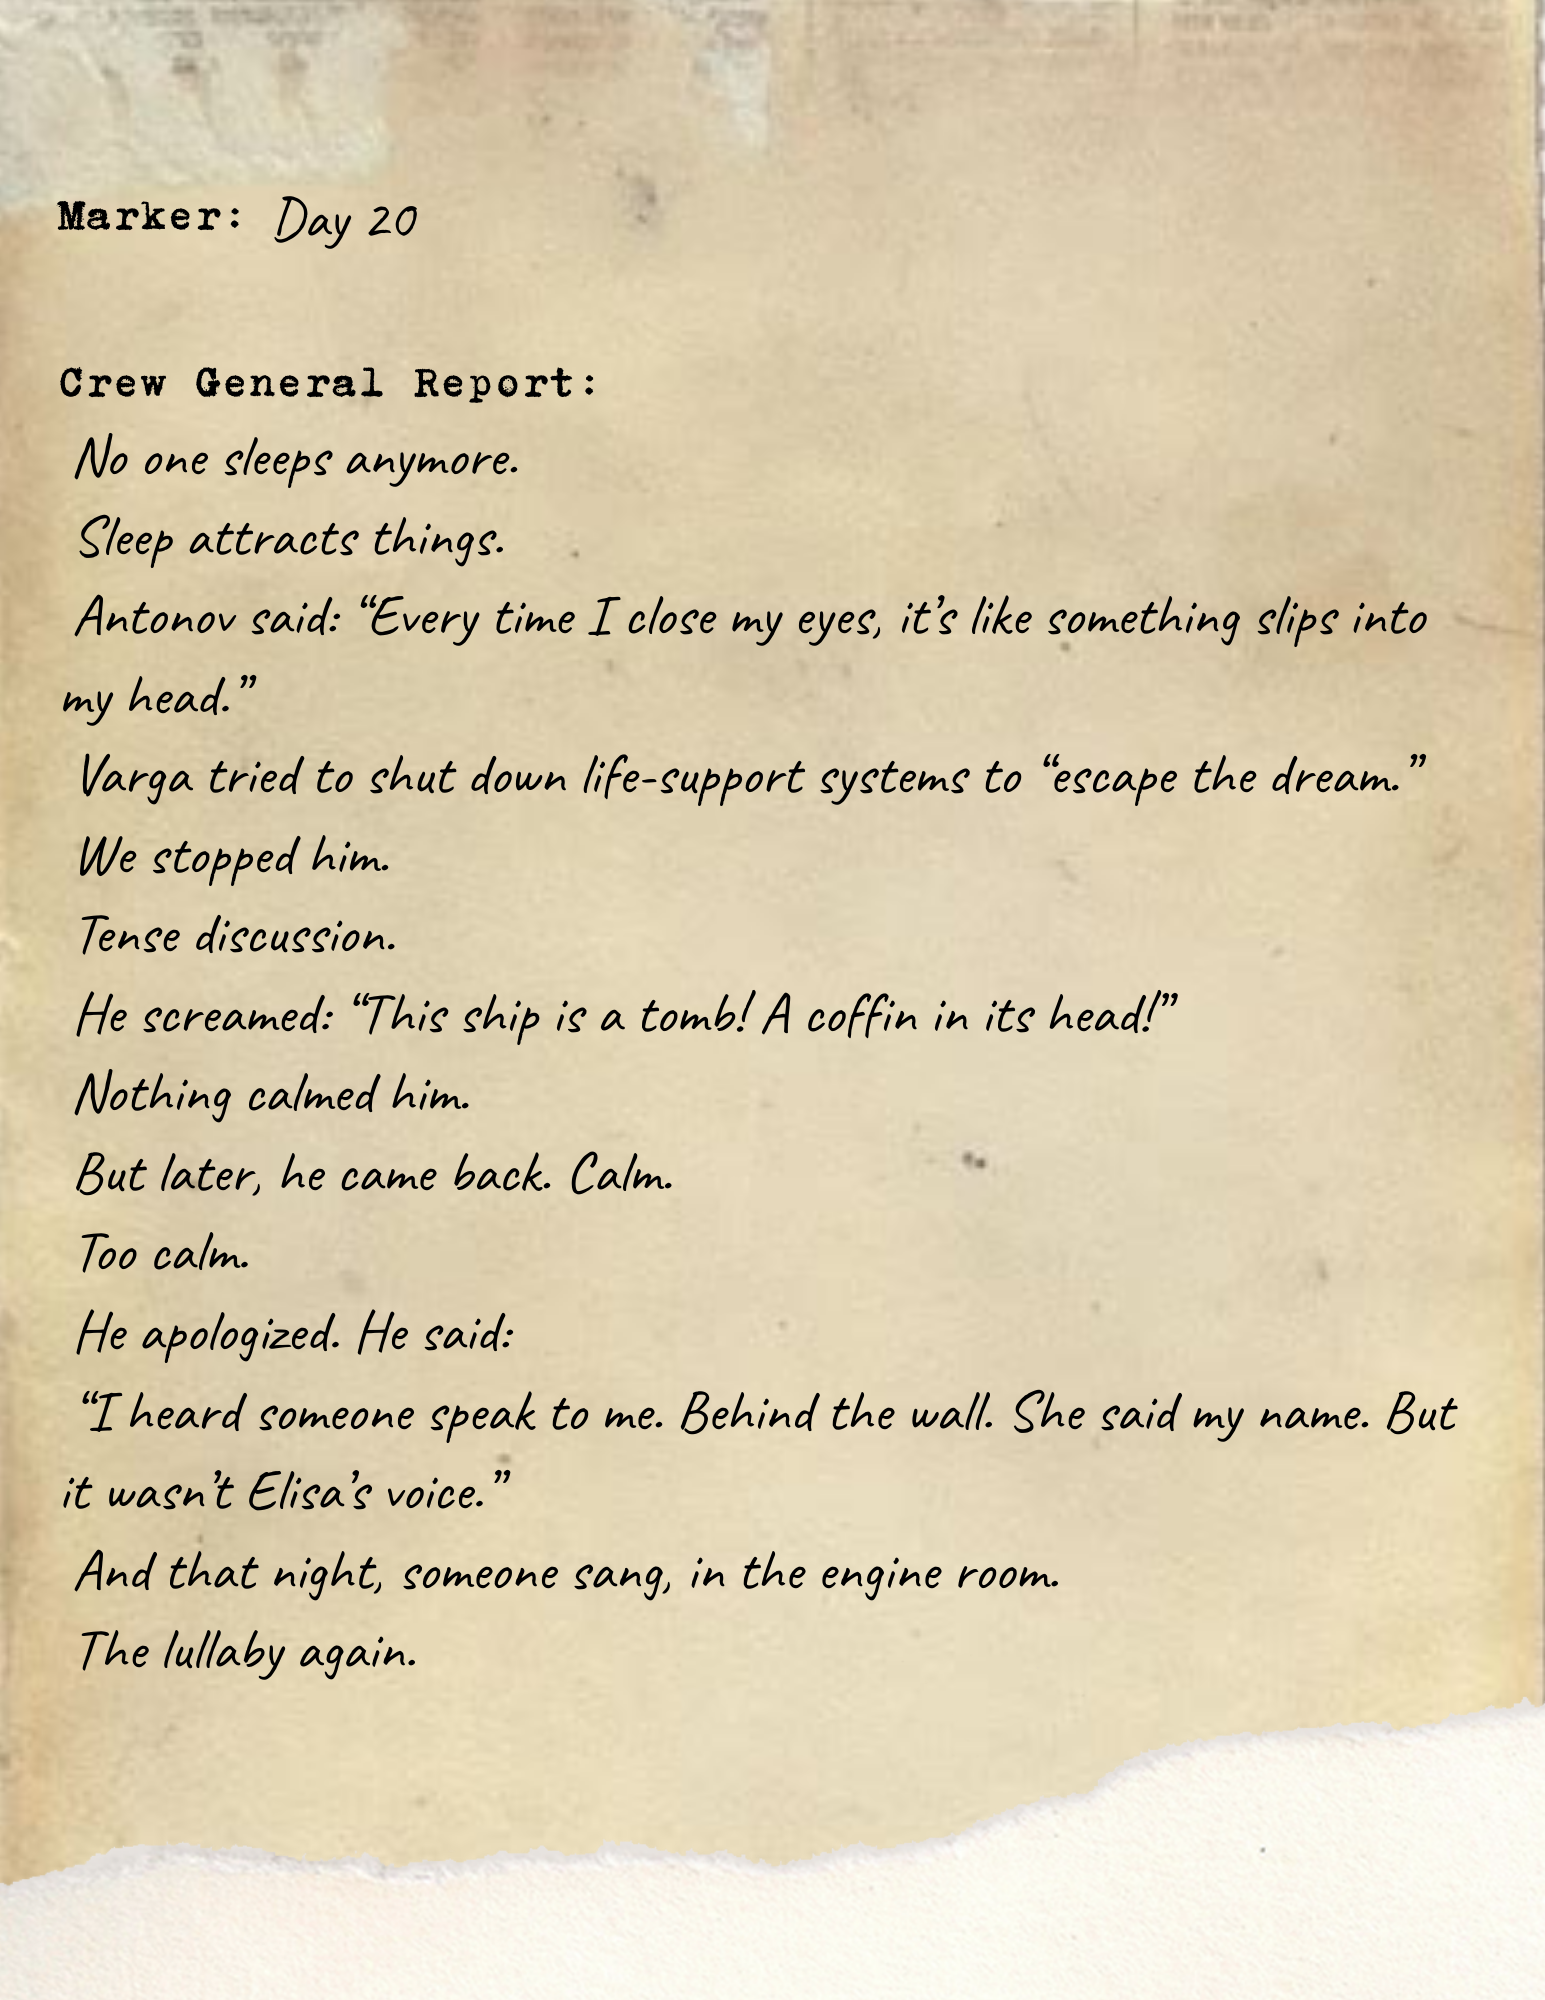 Marker: Day 20
Crew General Report:
No one sleeps anymore.
Sleep attracts things.
Antonov said: “Every time I close my eyes, it’s like something slips into
my head.”
Varga tried to shut down life-support systems to “escape the dream.”
We stopped him.
Tense discussion.
He screamed: “This ship is a tomb! A coffin in its head!”
Nothing calmed him.
But later, he came back. Calm.
Too calm.
He apologized. He said:
“I heard someone speak to me. Behind the wall. She said my name. But
it wasn’t Elisa’s voice.”
And that night, someone sang, in the engine room.
The lullaby again.